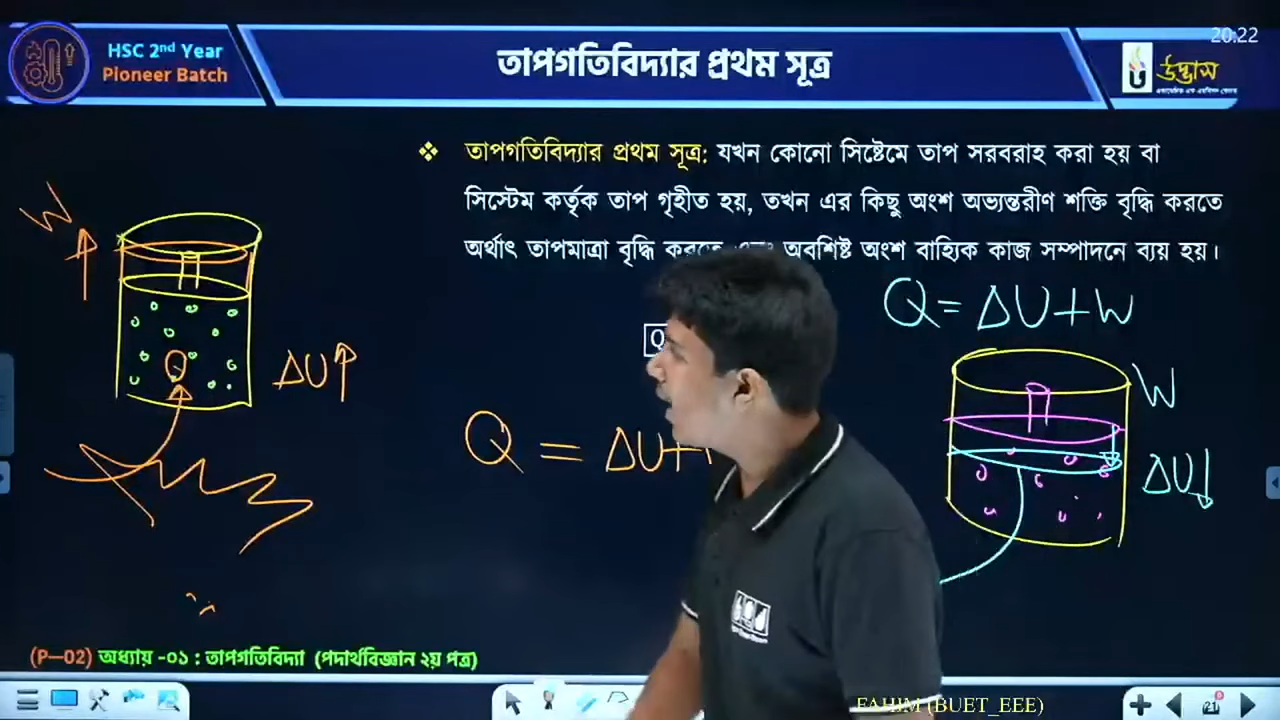 20.22
HSC 2nd Year
Pioneer Batch
তাপগতিবিদ্যার প্রথম সূত্র
উদ্ভাস
❖ তাপগতিবিদ্যার প্রথম সূত্র: যখন কোনো সিষ্টেমে তাপ সরবরাহ করা হয় বা
সিস্টেম কর্তৃক তাপ গৃহীত হয়, তখন এর কিছু অংশ অভ্যন্তরীণ শক্তি বৃদ্ধি করতে
অর্থাৎ তাপমাত্রা বৃদ্ধি করতে অবশিষ্ট অংশ বাহ্যিক কাজ সম্পাদনে ব্যয় হয়।
W↑
Q = ΔU+W
Q
Q
ΔU↑
W
Q = ΔU+
ΔU↓
(P–02) অধ্যায় -০১ : তাপগতিবিদ্যা (পদার্থবিজ্ঞান ২য় পত্র)
FAHIM (BUET_EEE)
21